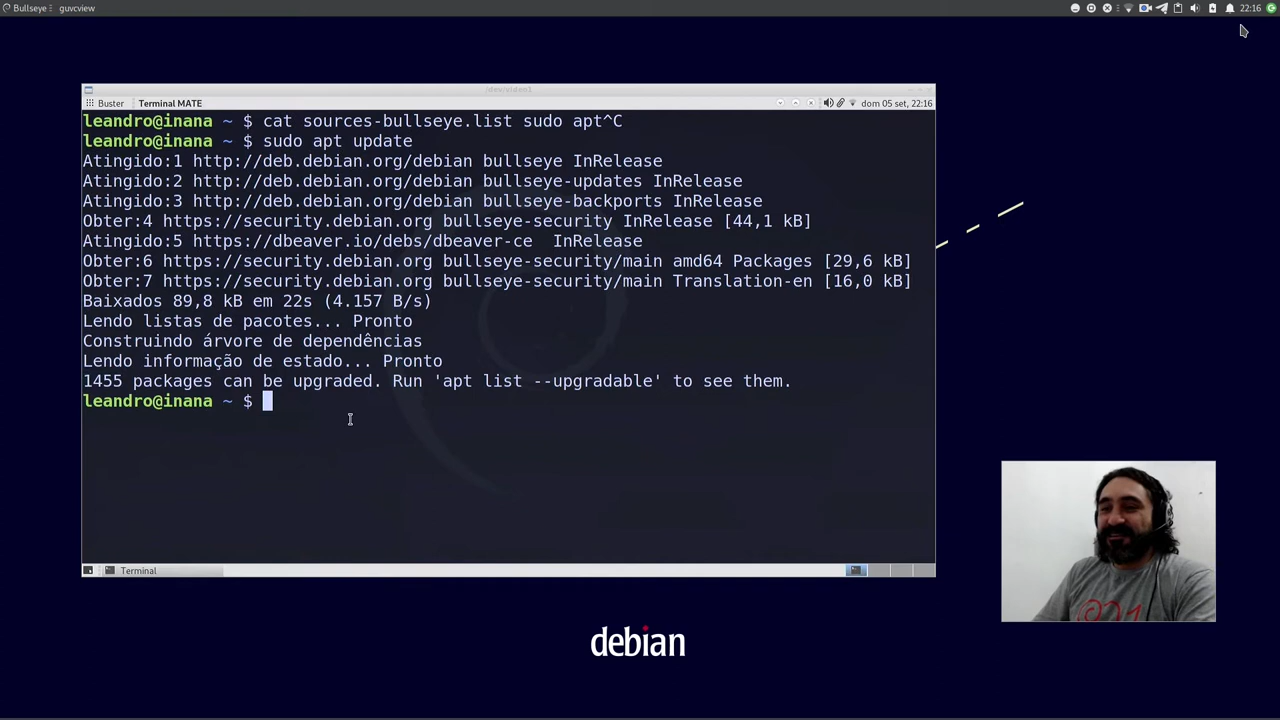 Bullseye guvcview 22:16
/dev/video1
Buster Terminal MATE dom 05 set, 22:16
leandro@inana ~ $ cat sources-bullseye.list sudo apt^C
leandro@inana ~ $ sudo apt update
Atingido:1 http://deb.debian.org/debian bullseye InRelease
Atingido:2 http://deb.debian.org/debian bullseye-updates InRelease
Atingido:3 http://deb.debian.org/debian bullseye-backports InRelease
Obter:4 https://security.debian.org bullseye-security InRelease [44,1 kB]
Atingido:5 https://dbeaver.io/debs/dbeaver-ce  InRelease
Obter:6 https://security.debian.org bullseye-security/main amd64 Packages [29,6 kB]
Obter:7 https://security.debian.org bullseye-security/main Translation-en [16,0 kB]
Baixados 89,8 kB em 22s (4.157 B/s)
Lendo listas de pacotes... Pronto
Construindo árvore de dependências
Lendo informação de estado... Pronto
1455 packages can be upgraded. Run 'apt list --upgradable' to see them.
leandro@inana ~ $
Terminal
debian